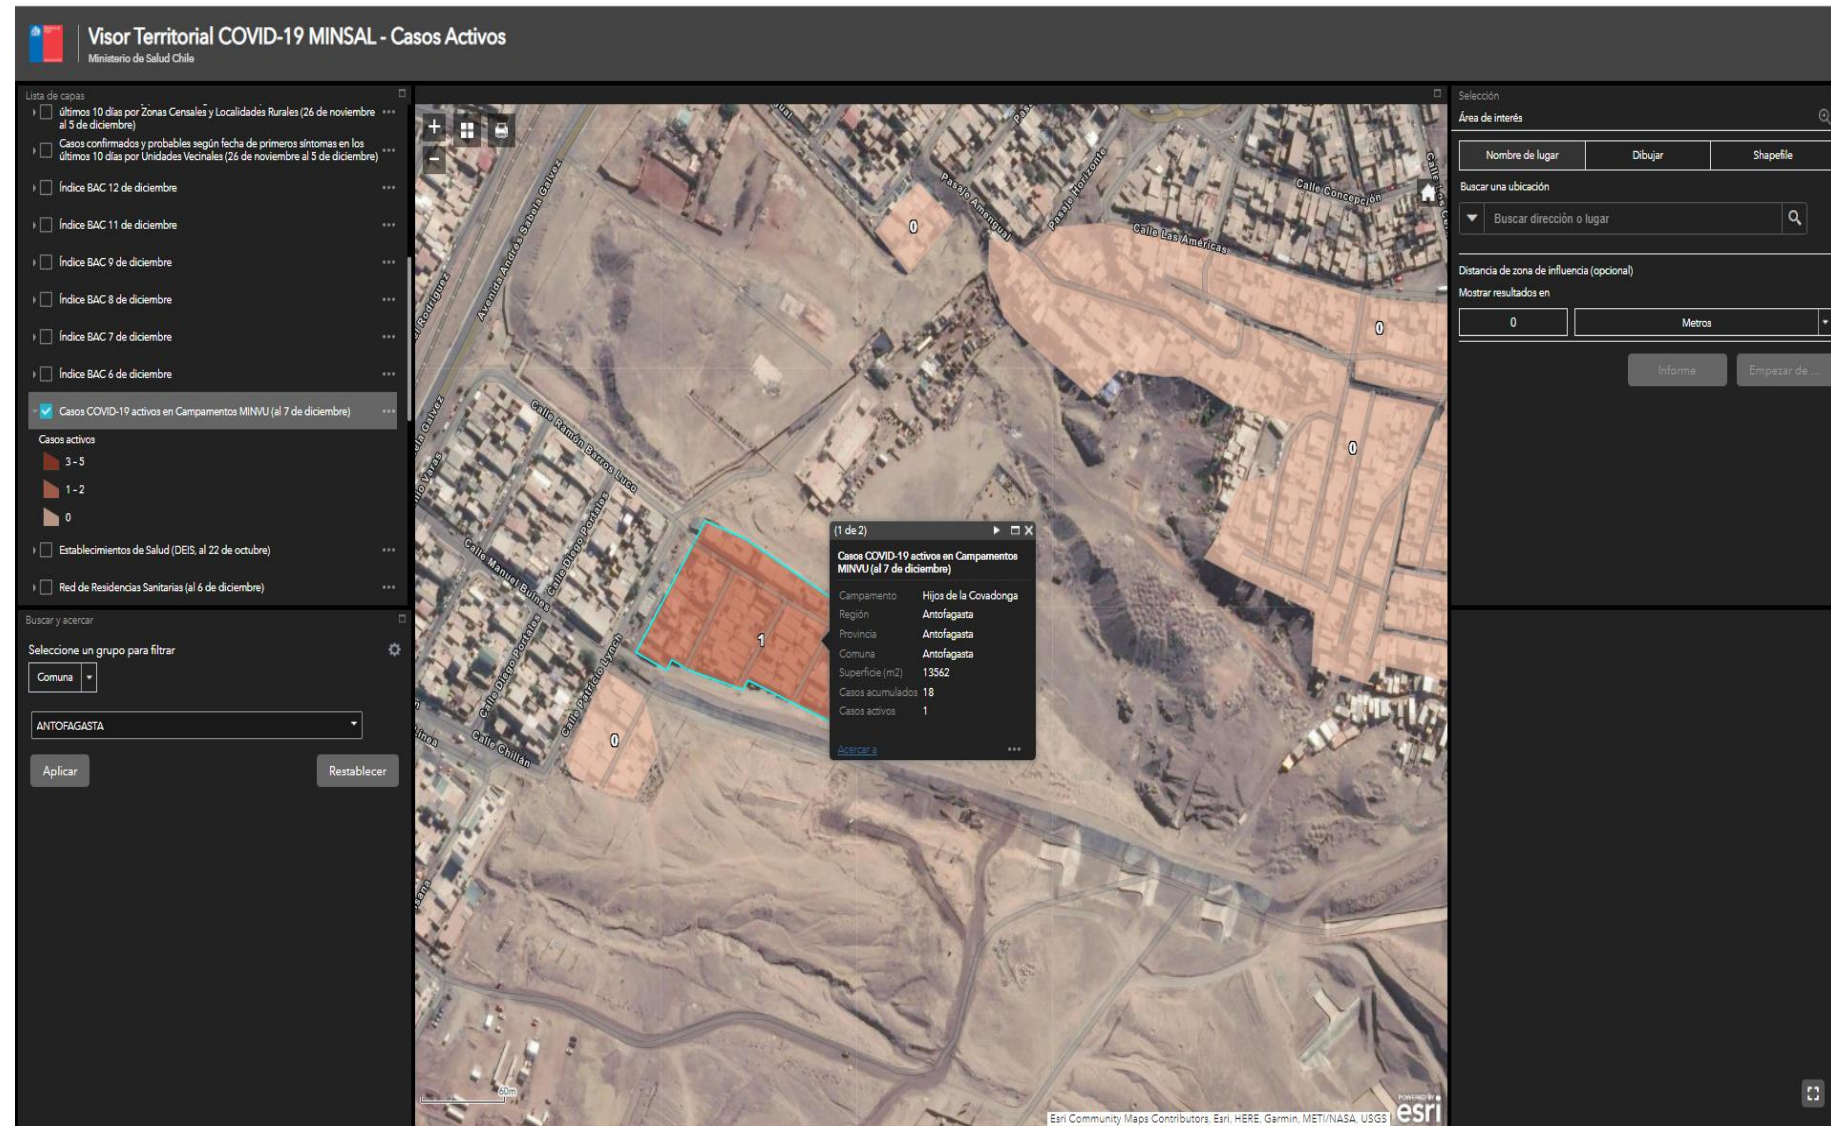 Visor Territorial COVID-19 MINSAL - Casos Activos
Ministerio de Salud Chile
Lista de capas
últimos 10 días por Zonas Censales y Localidades Rurales (26 de noviembre
al 5 de diciembre)
Casos confirmados y probables según fecha de primeros síntomas en los
últimos 10 días por Unidades Vecinales (26 de noviembre al 5 de diciembre)
Índice BAC 12 de diciembre
Índice BAC 11 de diciembre
Índice BAC 9 de diciembre
Índice BAC 8 de diciembre
Índice BAC 7 de diciembre
Índice BAC 6 de diciembre
Casos COVID-19 activos en Campamentos MINVU (al 7 de diciembre)
Casos activos
3 - 5
1 - 2
0
Establecimientos de Salud (DEIS, al 22 de octubre)
Red de Residencias Sanitarias (al 6 de diciembre)
Buscar y acercar
Seleccione un grupo para filtrar
Comuna
ANTOFAGASTA
Aplicar
Restablecer
+
-
Avenida Andrés Sabela Galvez
Pasaje Amengual
Pasaje Horizonte
Calle Concepción
Calle Las Américas
0
0
0
Calle Ramón Barros Luco
Calle Diego Portales
Calle Manuel Bulnes
Calle Diego Portales
Calle Patricio Lynch
Calle Chillán
1
0
(1 de 2)
Casos COVID-19 activos en Campamentos
MINVU (al 7 de diciembre)
Campamento Hijos de la Covadonga
Región Antofagasta
Provincia Antofagasta
Comuna Antofagasta
Superficie (m2) 13562
Casos acumulados 18
Casos activos 1
Acercar a
60m
Esri Community Maps Contributors, Esri, HERE, Garmin, METI/NASA, USGS
POWERED BY
esri
Selección
Área de interés
Nombre de lugar
Dibujar
Shapefile
Buscar una ubicación
Buscar dirección o lugar
Distancia de zona de influencia (opcional)
Mostrar resultados en
0
Metros
Informe
Empezar de ...